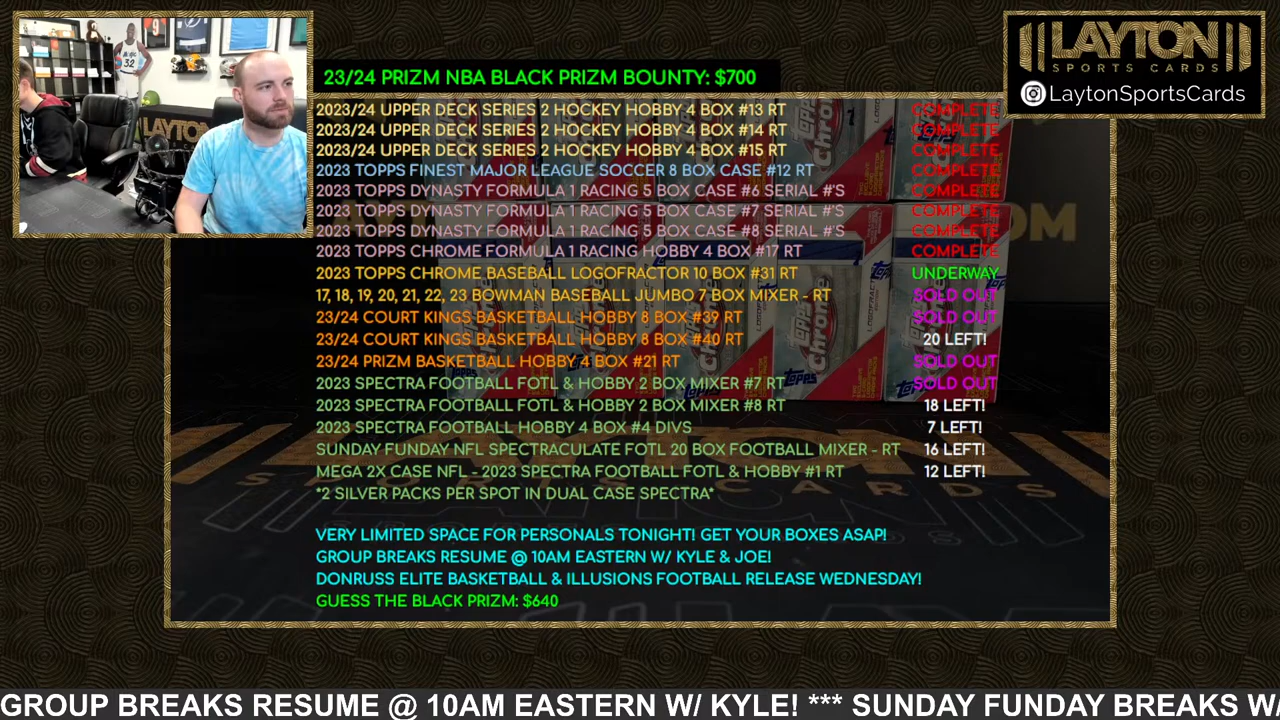 LAYTON
SPORTS CARDS
LaytonSportsCards
23/24 PRIZM NBA BLACK PRIZM BOUNTY: $700
2023/24 UPPER DECK SERIES 2 HOCKEY HOBBY 4 BOX #13 RT COMPLETE
2023/24 UPPER DECK SERIES 2 HOCKEY HOBBY 4 BOX #14 RT COMPLETE
2023/24 UPPER DECK SERIES 2 HOCKEY HOBBY 4 BOX #15 RT COMPLETE
2023 TOPPS FINEST MAJOR LEAGUE SOCCER 8 BOX CASE #12 RT COMPLETE
2023 TOPPS DYNASTY FORMULA 1 RACING 5 BOX CASE #6 SERIAL #'S COMPLETE
2023 TOPPS DYNASTY FORMULA 1 RACING 5 BOX CASE #7 SERIAL #'S COMPLETE
2023 TOPPS DYNASTY FORMULA 1 RACING 5 BOX CASE #8 SERIAL #'S COMPLETE
2023 TOPPS CHROME FORMULA 1 RACING HOBBY 4 BOX #17 RT COMPLETE
2023 TOPPS CHROME BASEBALL LOGOFRACTOR 10 BOX #31 RT UNDERWAY
17, 18, 19, 20, 21, 22, 23 BOWMAN BASEBALL JUMBO 7 BOX MIXER - RT SOLD OUT
23/24 COURT KINGS BASKETBALL HOBBY 8 BOX #39 RT SOLD OUT
23/24 COURT KINGS BASKETBALL HOBBY 8 BOX #40 RT 20 LEFT!
23/24 PRIZM BASKETBALL HOBBY 4 BOX #21 RT SOLD OUT
2023 SPECTRA FOOTBALL FOTL & HOBBY 2 BOX MIXER #7 RT SOLD OUT
2023 SPECTRA FOOTBALL FOTL & HOBBY 2 BOX MIXER #8 RT 18 LEFT!
2023 SPECTRA FOOTBALL HOBBY 4 BOX #4 DIVS 7 LEFT!
SUNDAY FUNDAY NFL SPECTRACULATE FOTL 20 BOX FOOTBALL MIXER - RT 16 LEFT!
MEGA 2X CASE NFL - 2023 SPECTRA FOOTBALL FOTL & HOBBY #1 RT 12 LEFT!
*2 SILVER PACKS PER SPOT IN DUAL CASE SPECTRA*
VERY LIMITED SPACE FOR PERSONALS TONIGHT! GET YOUR BOXES ASAP!
GROUP BREAKS RESUME @ 10AM EASTERN W/ KYLE & JOE!
DONRUSS ELITE BASKETBALL & ILLUSIONS FOOTBALL RELEASE WEDNESDAY!
GUESS THE BLACK PRIZM: $640
GROUP BREAKS RESUME @ 10AM EASTERN W/ KYLE! *** SUNDAY FUNDAY BREAKS WA